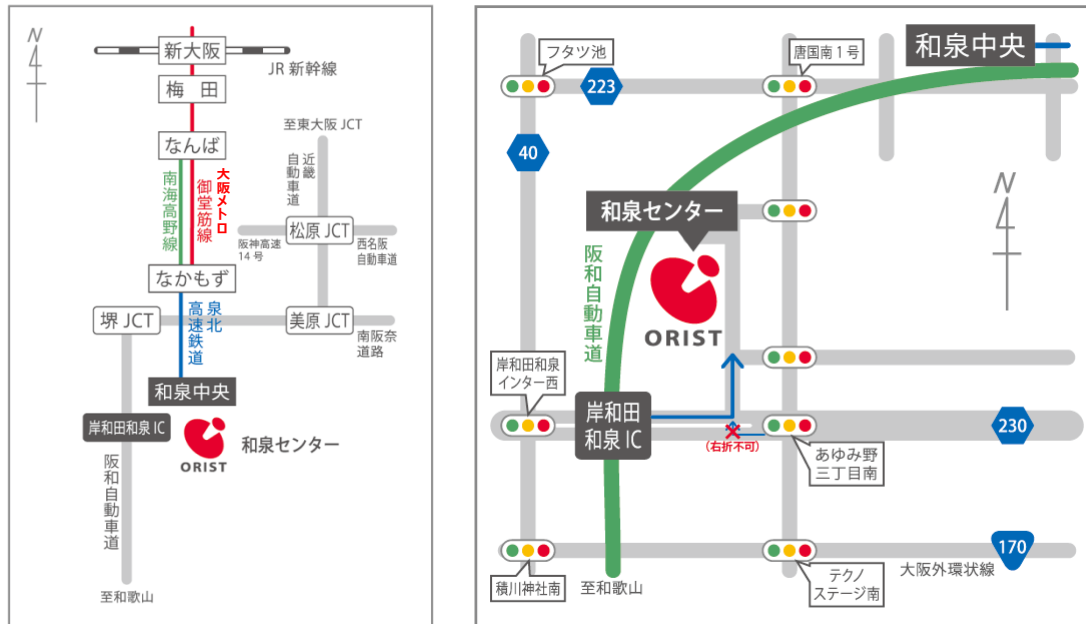 N
新大阪
JR 新幹線
梅田
なんば
至東大阪 JCT
近畿
自動車道
南海高野線
御堂筋線
大阪メトロ
松原 JCT
阪神高速
14 号
西名阪
自動車道
なかもず
堺 JCT
泉北
高速鉄道
美原 JCT
南阪奈
道路
和泉中央
岸和田和泉 IC
ORIST
和泉センター
阪和自動車道
至和歌山
フタツ池
唐国南 1 号
和泉中央
223
40
N
和泉センター
阪和自動車道
ORIST
岸和田和泉
インター西
岸和田
和泉 IC
(右折不可)
230
あゆみ野
三丁目南
170
大阪外環状線
積川神社南
至和歌山
テクノ
ステージ南